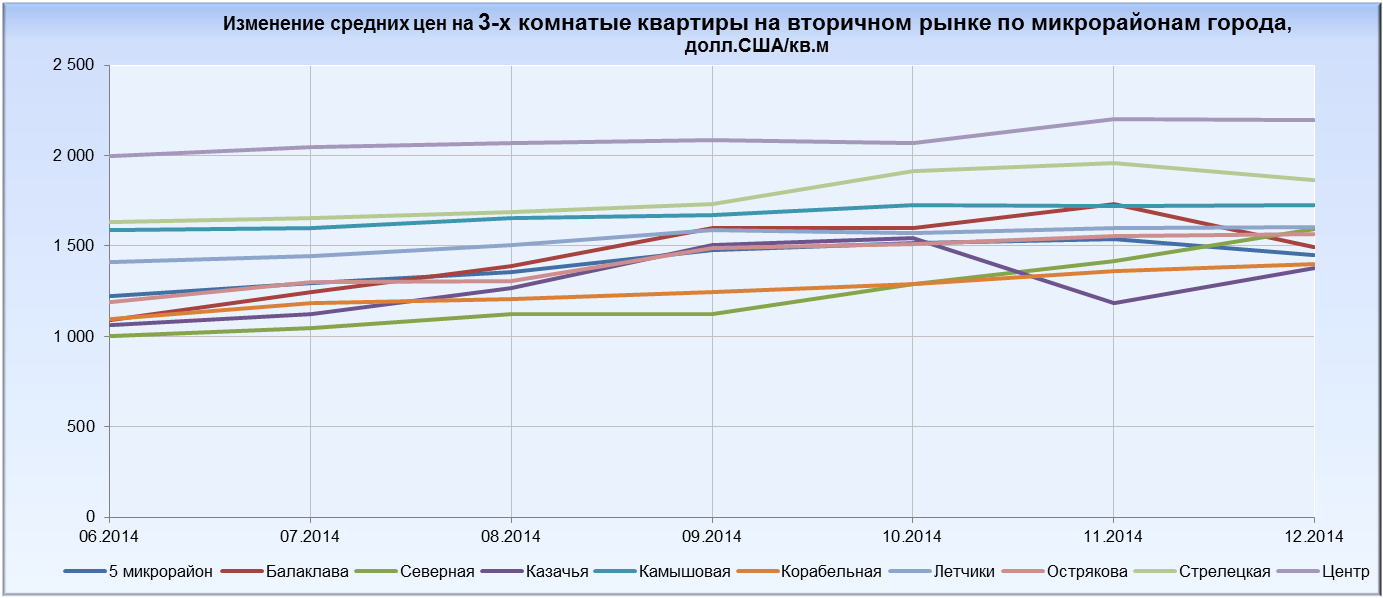 Изменение средних цен на 3-х комнатые квартиры на вторичном рынке по микрорайонам города,
долл.США/кв.м
2 500
2 000
1 500
1 000
500
0
06.2014 07.2014 08.2014 09.2014 10.2014 11.2014 12.2014
5 микрорайон Балаклава Северная Казачья Камышовая Корабельная Летчики Острякова Стрелецкая Центр